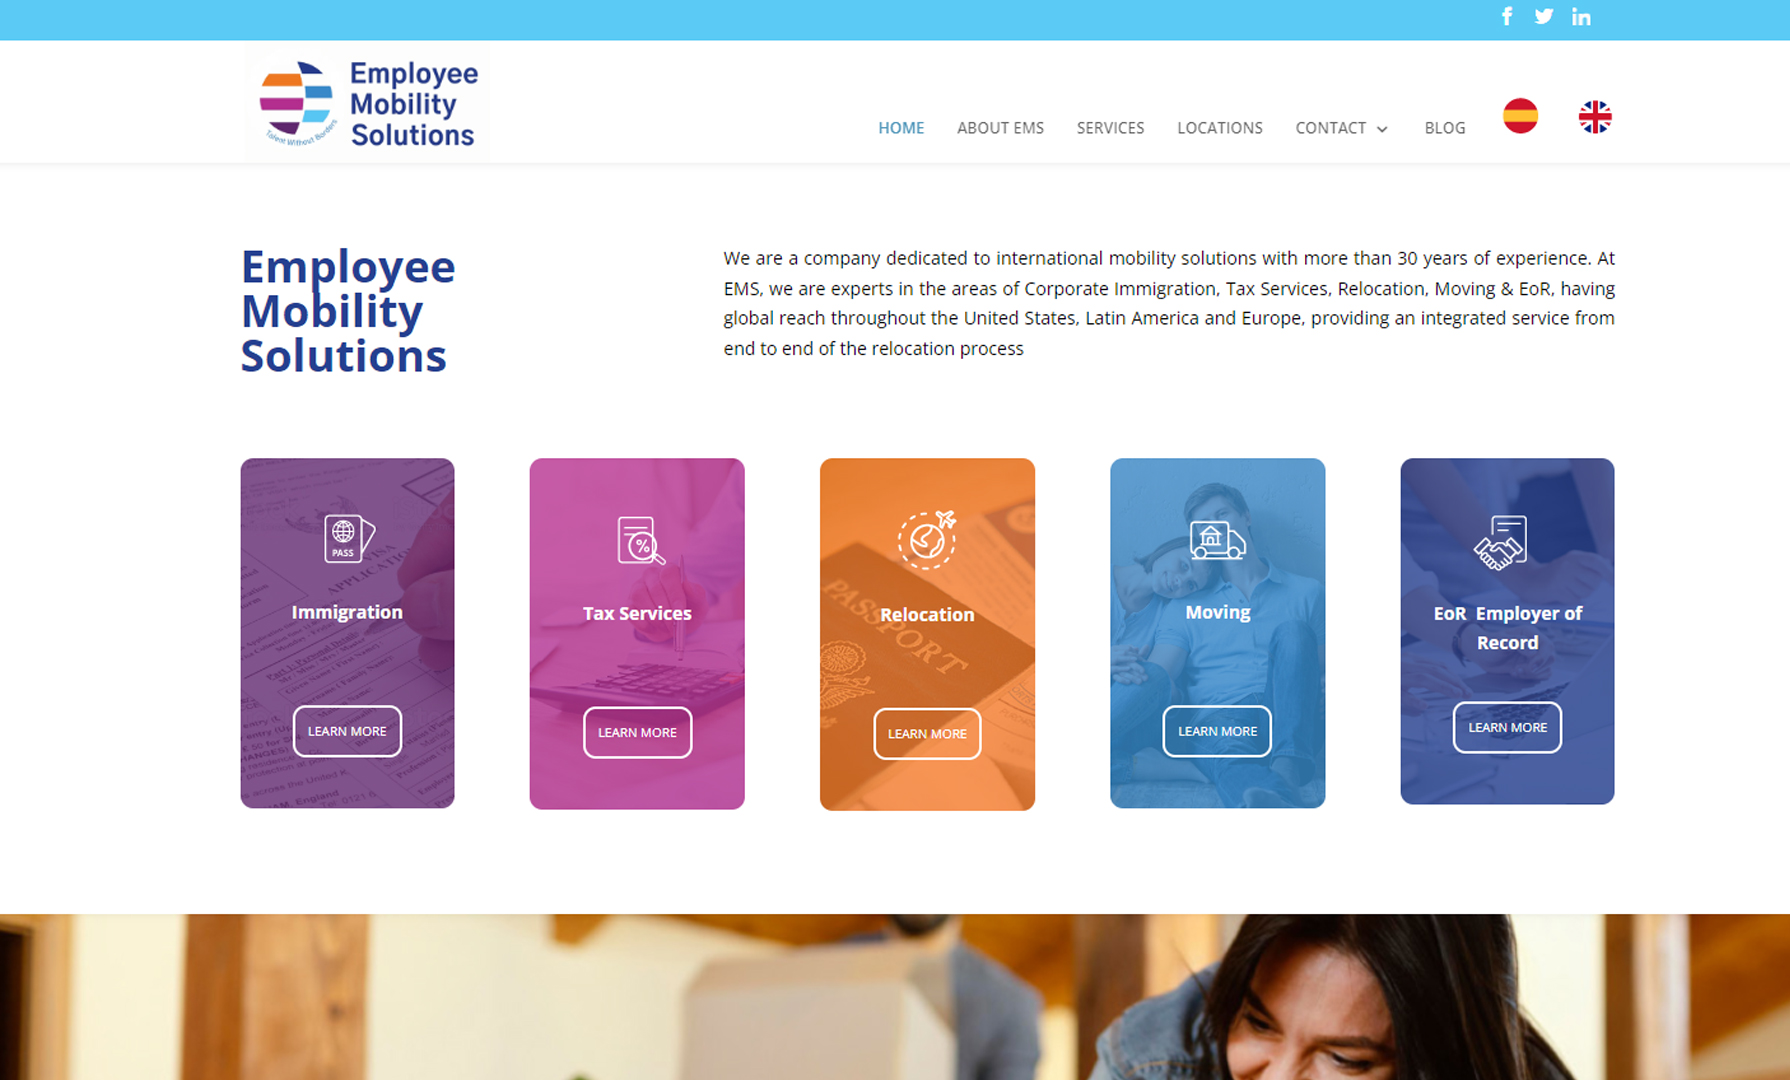 Employee
Mobility
Solutions
Talent Without Borders
HOME
ABOUT EMS
SERVICES
LOCATIONS
CONTACT
BLOG
Employee
Mobility
Solutions
We are a company dedicated to international mobility solutions with more than 30 years of experience. At
EMS, we are experts in the areas of Corporate Immigration, Tax Services, Relocation, Moving & EoR, having
global reach throughout the United States, Latin America and Europe, providing an integrated service from
end to end of the relocation process
PASS
VISA
APPLICATION
Immigration
LEARN MORE
%
Tax Services
LEARN MORE
PASSPORT
Relocation
LEARN MORE
Moving
LEARN MORE
EoR Employer of
Record
LEARN MORE